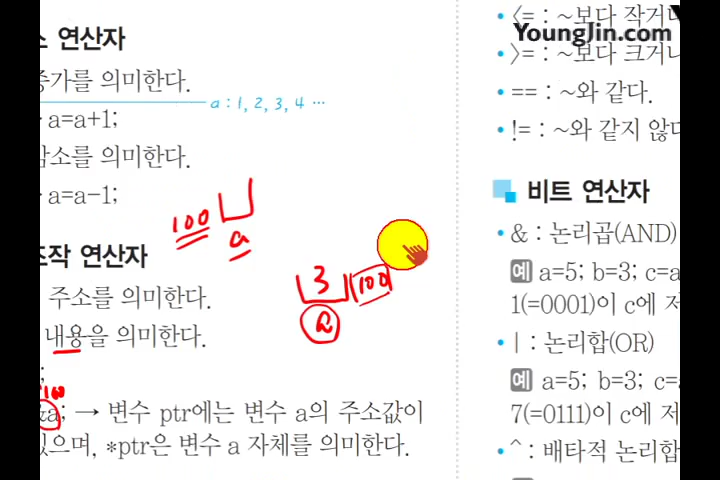 소 연산자
증가를 의미한다.
a : 1, 2, 3, 4 …
a=a+1;
감소를 의미한다.
a=a-1;
100
a
조작 연산자
3 100
a
주소를 의미한다.
내용을 의미한다.
;
100
&a; → 변수 ptr에는 변수 a의 주소값이
있으며, *ptr은 변수 a 자체를 의미한다.
• <= : ~보다 작거나
YoungJin.com
• >= : ~보다 크거나
• == : ~와 같다.
• != : ~와 같지 않다
비트 연산자
• & : 논리곱(AND)
예 a=5; b=3; c=a
1(=0001)이 c에 저
• | : 논리합(OR)
예 a=5; b=3; c=a
7(=0111)이 c에 저
• ^ : 배타적 논리합